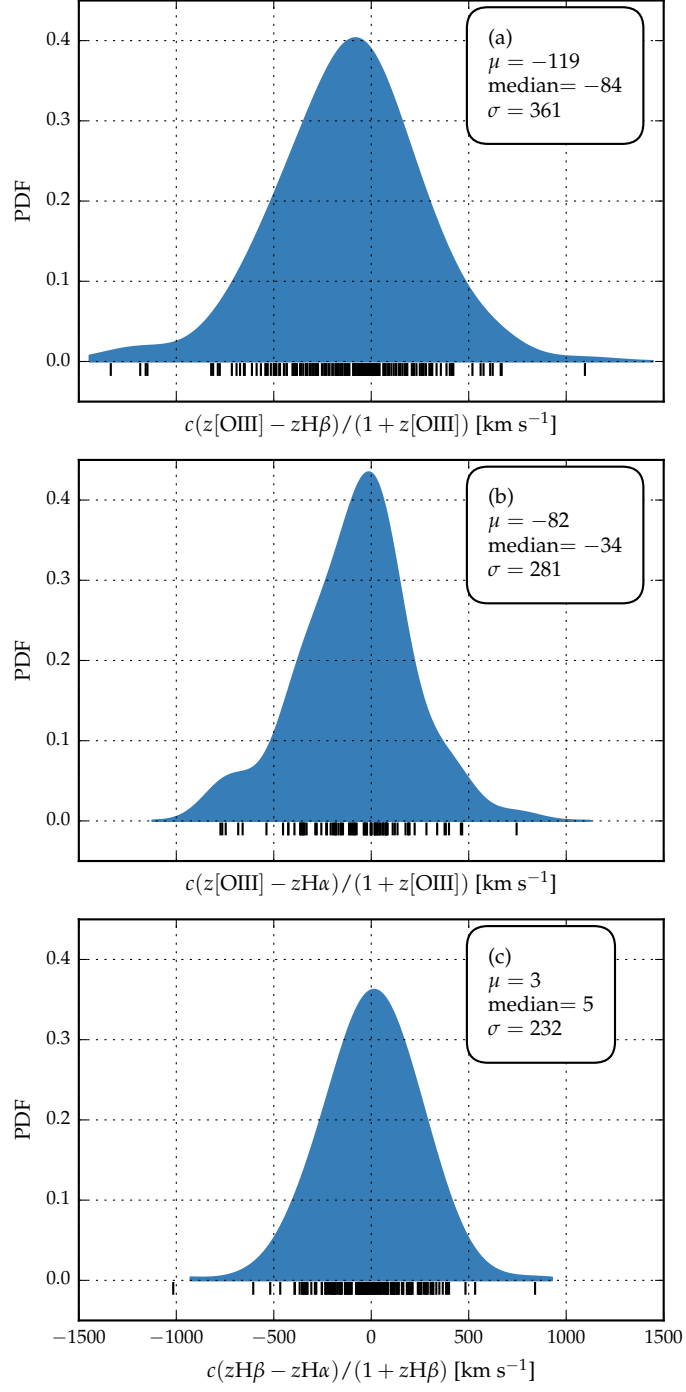 0.4
0.3
0.2
0.1
0.0
PDF
(a)
μ = −119
median= −84
σ = 361
c(z[OIII] − zHβ)/(1 + z[OIII]) [km s⁻¹]
0.4
0.3
0.2
0.1
0.0
PDF
(b)
μ = −82
median= −34
σ = 281
c(z[OIII] − zHα)/(1 + z[OIII]) [km s⁻¹]
0.4
0.3
0.2
0.1
0.0
PDF
(c)
μ = 3
median= 5
σ = 232
−1500 −1000 −500 0 500 1000 1500
c(zHβ − zHα)/(1 + zHβ) [km s⁻¹]